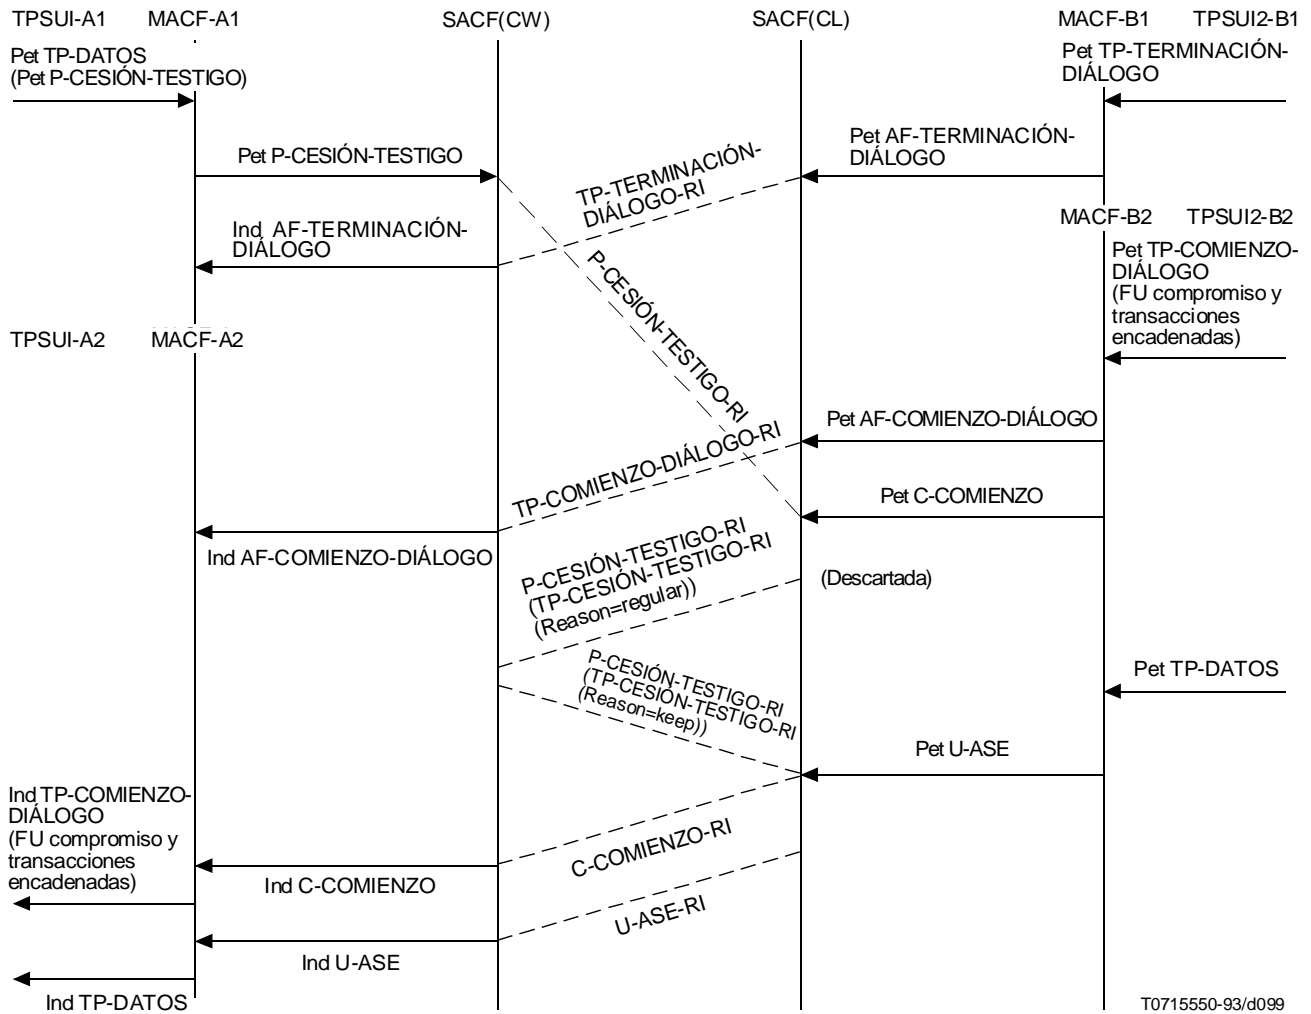 TPSUI-A1
MACF-A1
SACF(CW)
SACF(CL)
MACF-B1
TPSUI2-B1
Pet TP-DATOS
(Pet P-CESIÓN-TESTIGO)
Pet TP-TERMINACIÓN-
DIÁLOGO
Pet P-CESIÓN-TESTIGO
TP-TERMINACIÓN-
DIÁLOGO-RI
Pet AF-TERMINACIÓN-
DIÁLOGO
Ind AF-TERMINACIÓN-
DIÁLOGO
MACF-B2
TPSUI2-B2
P-CESIÓN-TESTIGO-RI
Pet TP-COMIENZO-
DIÁLOGO
(FU compromiso y
transacciones
encadenadas)
TPSUI-A2
MACF-A2
Pet AF-COMIENZO-DIÁLOGO
TP-COMIENZO-DIÁLOGO-RI
Pet C-COMIENZO
Ind AF-COMIENZO-DIÁLOGO
P-CESIÓN-TESTIGO-RI
(TP-CESIÓN-TESTIGO-RI
(Reason=regular))
(Descartada)
P-CESIÓN-TESTIGO-RI
(TP-CESIÓN-TESTIGO-RI
(Reason=keep))
Pet TP-DATOS
Pet U-ASE
Ind TP-COMIENZO-
DIÁLOGO
(FU compromiso y
transacciones
encadenadas)
C-COMIENZO-RI
Ind C-COMIENZO
U-ASE-RI
Ind U-ASE
Ind TP-DATOS
T0715550-93/d099